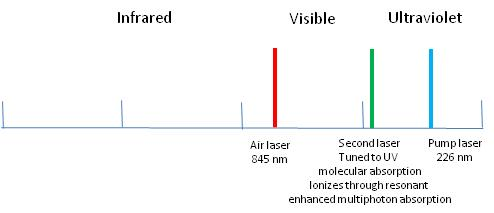 Infrared
Visible
Ultraviolet
Air laser
845 nm
Second laser
Tuned to UV
molecular absorption
Ionizes through resonant
enhanced multiphoton absorption
Pump laser
226 nm